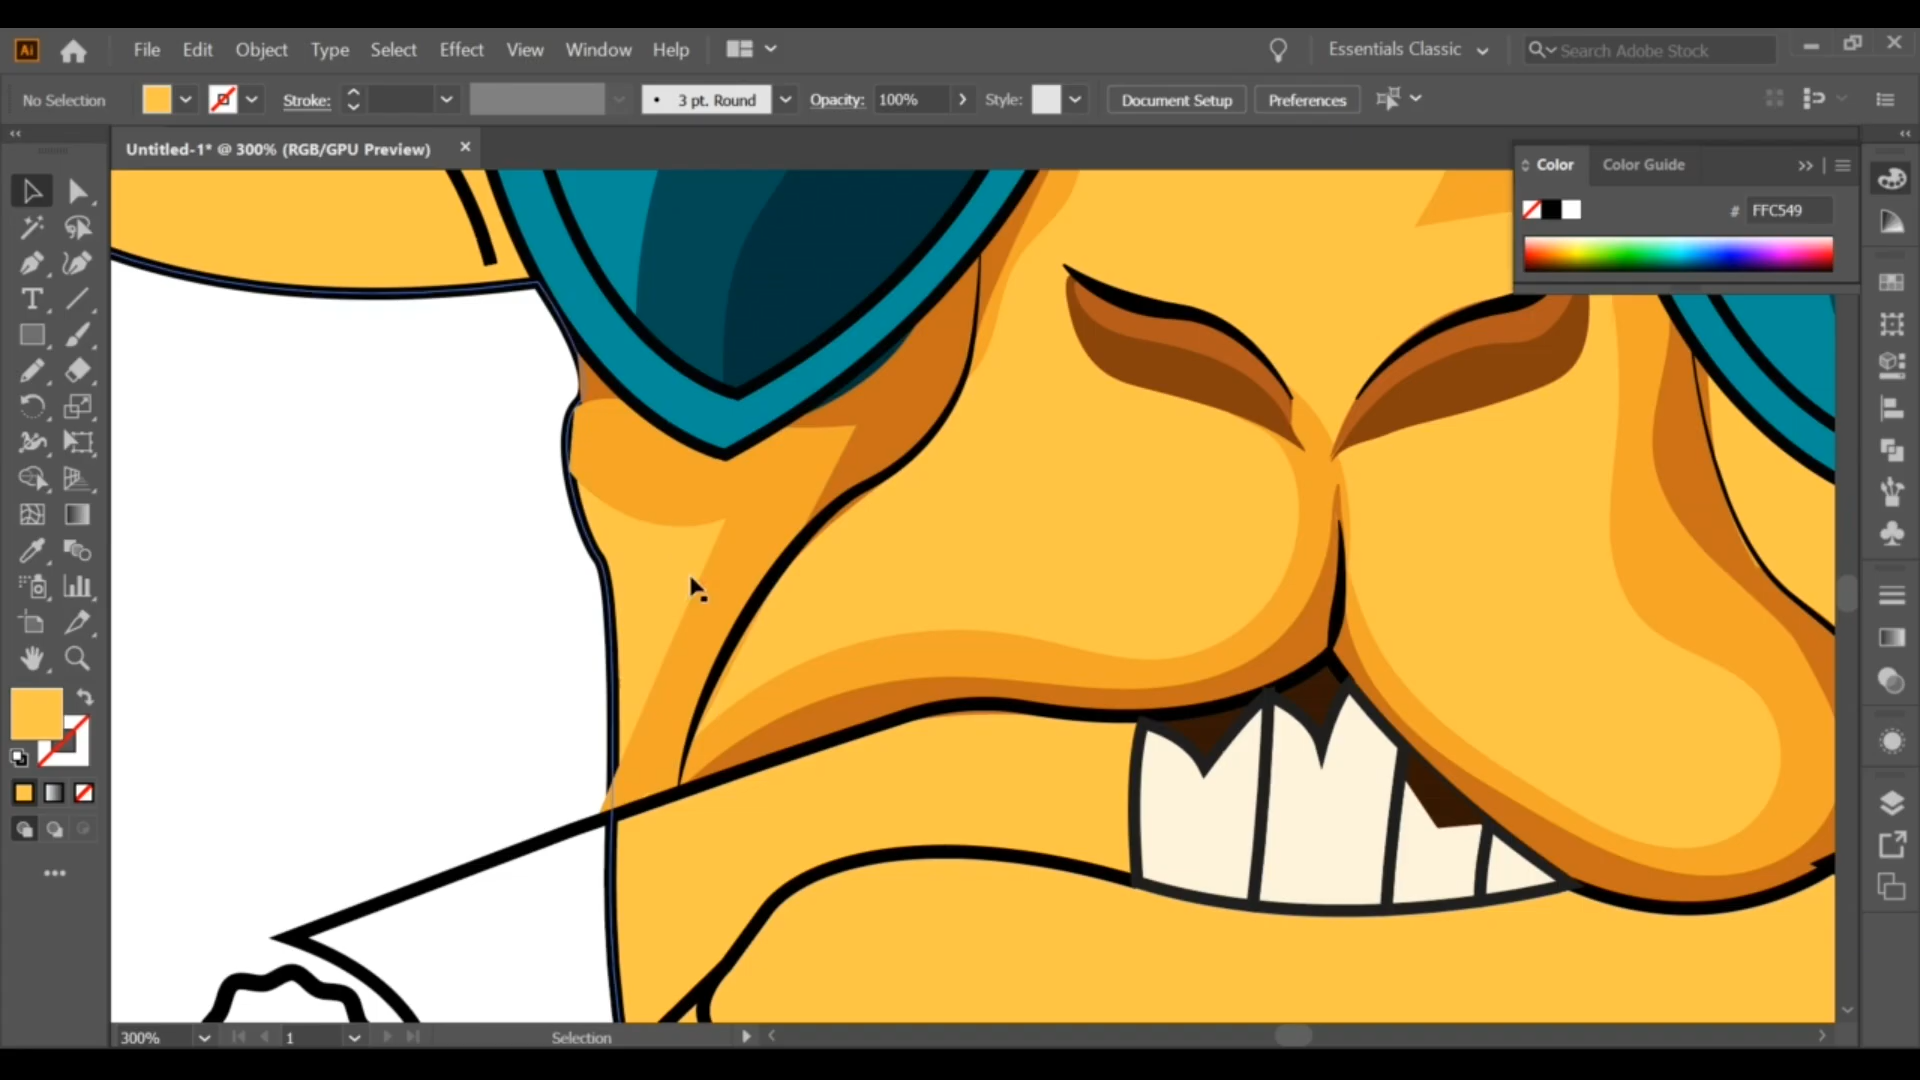 Ai File Edit Object Type Select Effect View Window Help Essentials Classic Search Adobe Stock
No Selection Stroke: 3 pt. Round Opacity: 100% Style: Document Setup Preferences
Untitled-1* @ 300% (RGB/GPU Preview)
Color Color Guide
# FFC549
300% 1 Selection